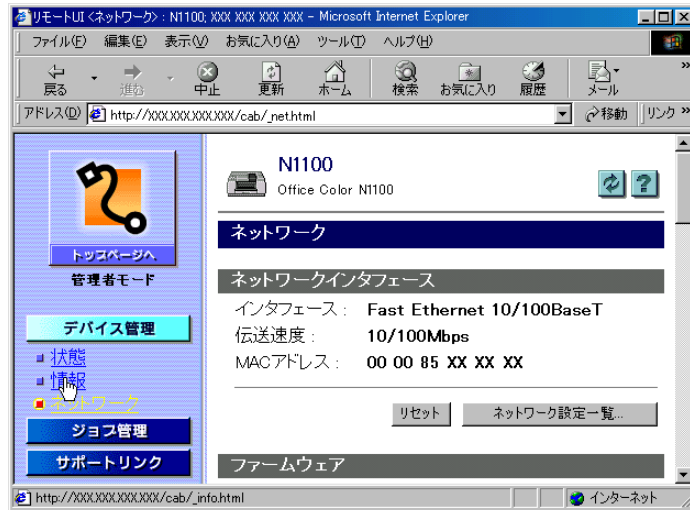 リモートUI <ネットワーク> : N1100; XXX XXX XXX XXX - Microsoft Internet Explorer
ファイル(F) 編集(E) 表示(V) お気に入り(A) ツール(T) ヘルプ(H)
戻る 進む 中止 更新 ホーム 検索 お気に入り 履歴 メール »
アドレス(D) http://XXX.XXX.XXX.XXX/cab/_net.html 移動 リンク »
トップページへ
管理者モード
デバイス管理
状態
情報
ネットワーク
ジョブ管理
サポートリンク
N1100
Office Color N1100
?
ネットワーク
ネットワークインタフェース
インタフェース : Fast Ethernet 10/100BaseT
伝送速度 : 10/100Mbps
MACアドレス : 00 00 85 XX XX XX
リセット ネットワーク設定一覧...
ファームウェア
http://XXX.XXX.XXX.XXX/cab/_info.html インターネット